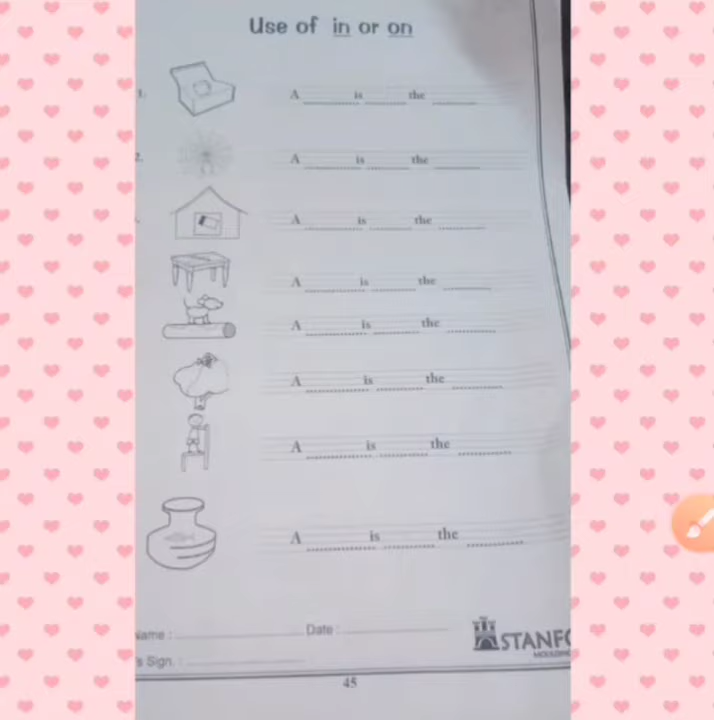 Use of in or on
1. A is the
2. A is the
A is the
A is the
A is the
A is the
A is the
A is the
Name : Date :
's Sign. :
STANF
45